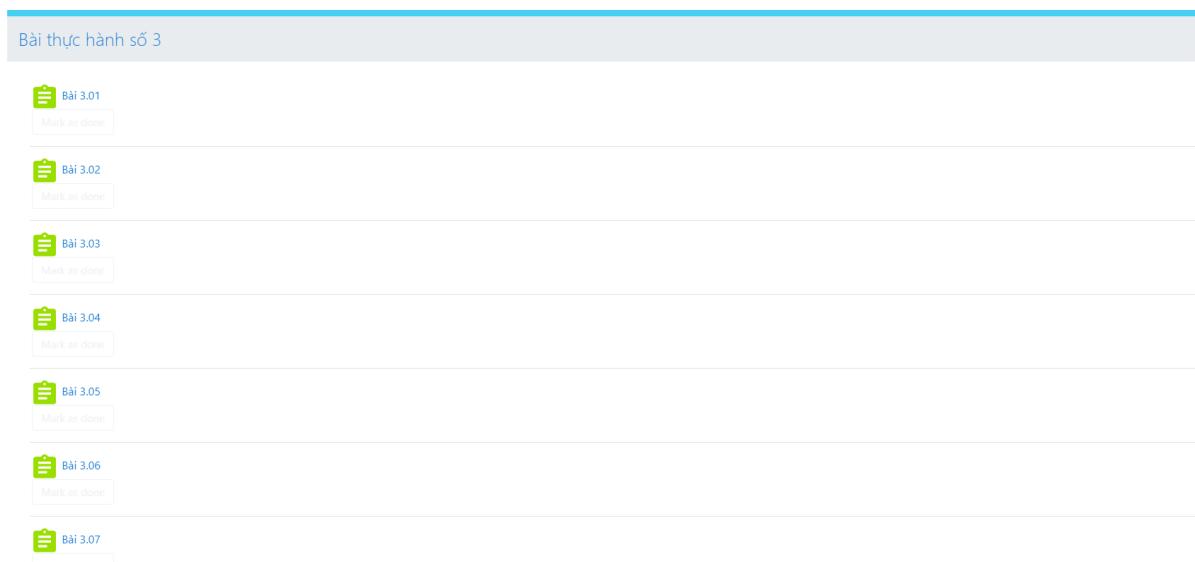 Bài thực hành số 3
Bài 3.01
Mark as done
Bài 3.02
Mark as done
Bài 3.03
Mark as done
Bài 3.04
Mark as done
Bài 3.05
Mark as done
Bài 3.06
Mark as done
Bài 3.07